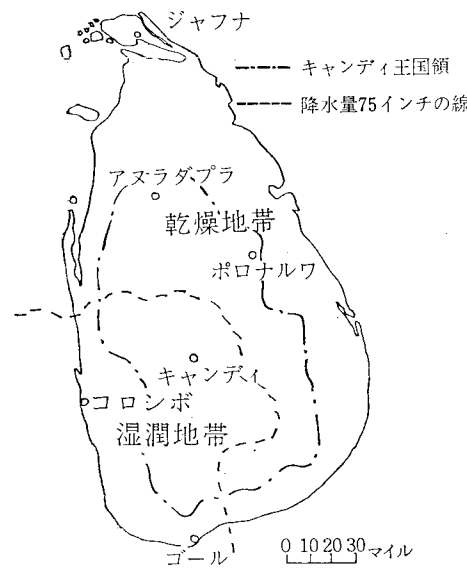 ジャフナ
キャンディ王国領
降水量75インチの線
アヌラダプラ
乾燥地帯
ポロナルワ
キャンディ
コロンボ
湿潤地帯
ゴール
0 10 20 30マイル